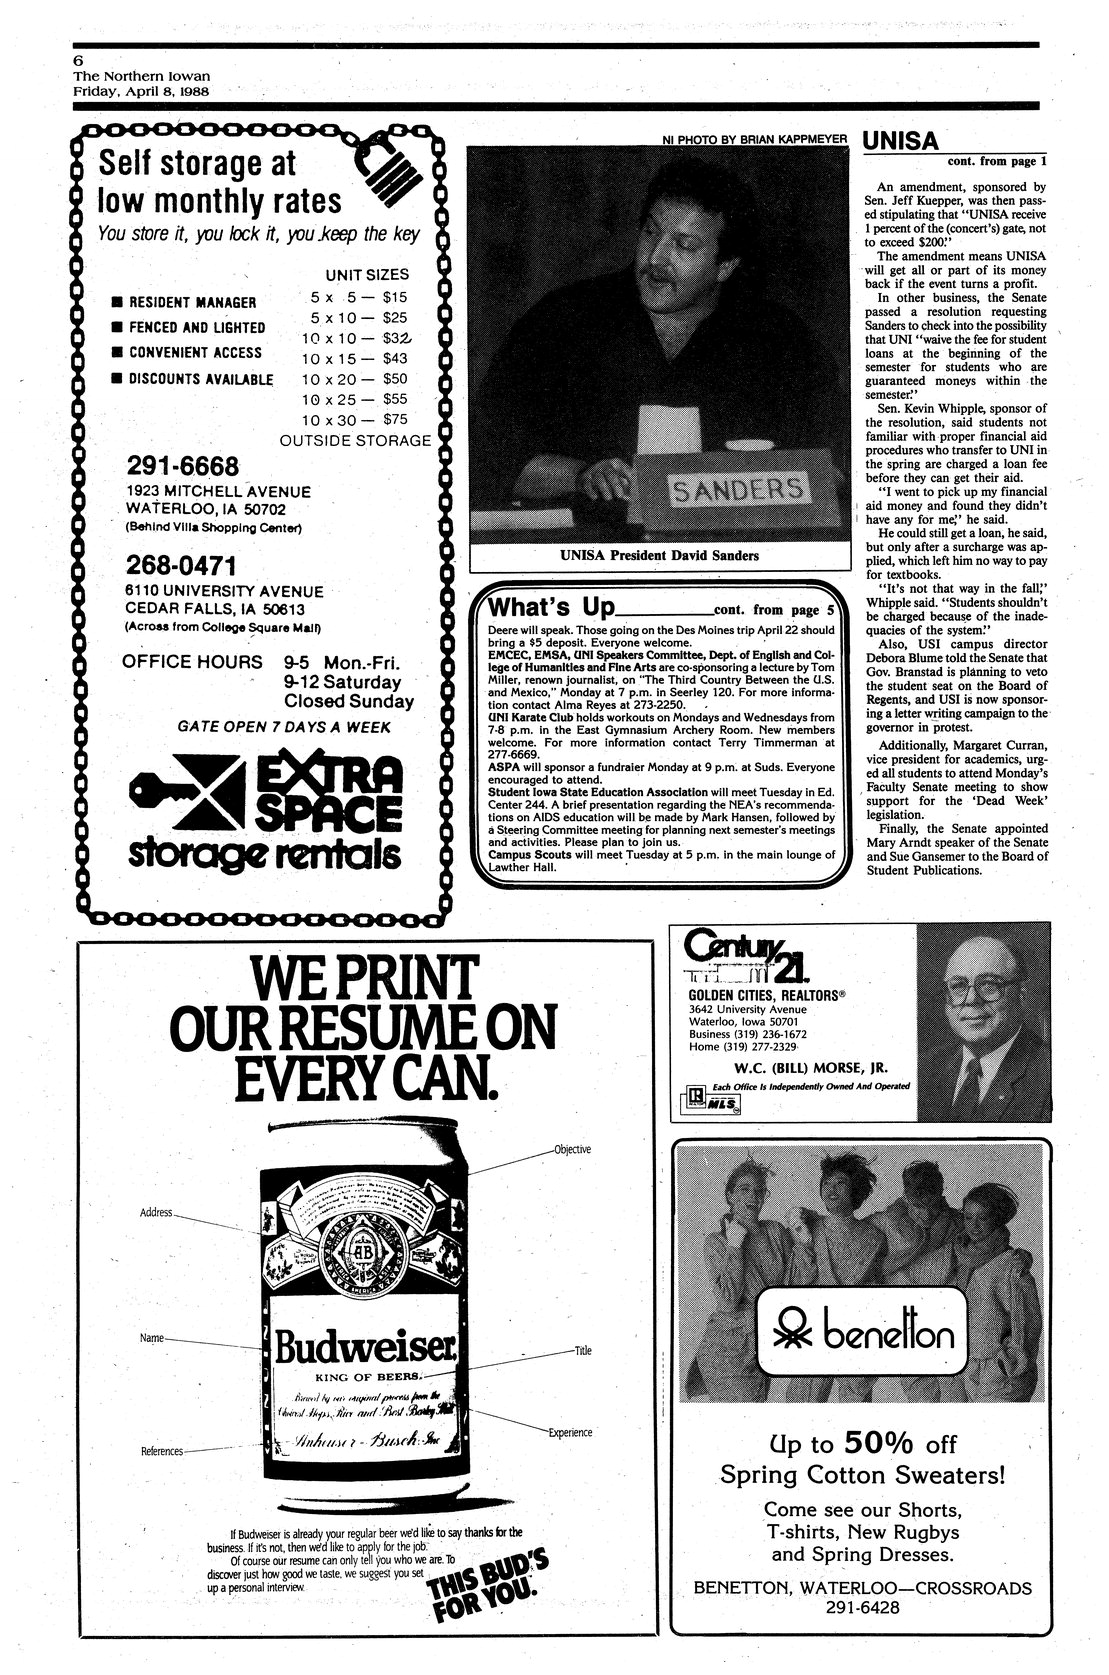 6
The Northern Iowan
Friday, April 8, 1988
Self storage at
low monthly rates
You store it, you lock it, you keep the key
UNIT SIZES
■ RESIDENT MANAGER
■ FENCED AND LIGHTED
■ CONVENIENT ACCESS
■ DISCOUNTS AVAILABLE
5 x 5 — $15
5 x 10 — $25
10 x 10 — $32
10 x 15 — $43
10 x 20 — $50
10 x 25 — $55
10 x 30 — $75
OUTSIDE STORAGE
291-6668
1923 MITCHELL AVENUE
WATERLOO, IA 50702
(Behind Villa Shopping Center)
268-0471
6110 UNIVERSITY AVENUE
CEDAR FALLS, IA 50613
(Across from College Square Mall)
OFFICE HOURS 9-5 Mon.-Fri.
9-12 Saturday
Closed Sunday
GATE OPEN 7 DAYS A WEEK
EXTRA
SPACE
storage rentals
NI PHOTO BY BRIAN KAPPMEYER
SANDERS
UNISA President David Sanders
What's Up cont. from page 5
Deere will speak. Those going on the Des Moines trip April 22 should
bring a $5 deposit. Everyone welcome.
EMCEC, EMSA, UNI Speakers Committee, Dept. of English and Col-
lege of Humanities and Fine Arts are co-sponsoring a lecture by Tom
Miller, renown journalist, on "The Third Country Between the U.S.
and Mexico," Monday at 7 p.m. in Seerley 120. For more informa-
tion contact Alma Reyes at 273-2250.
UNI Karate Club holds workouts on Mondays and Wednesdays from
7-8 p.m. in the East Gymnasium Archery Room. New members
welcome. For more information contact Terry Timmerman at
277-6669.
ASPA will sponsor a fundraier Monday at 9 p.m. at Suds. Everyone
encouraged to attend.
Student Iowa State Education Association will meet Tuesday in Ed.
Center 244. A brief presentation regarding the NEA's recommenda-
tions on AIDS education will be made by Mark Hansen, followed by
a Steering Committee meeting for planning next semester's meetings
and activities. Please plan to join us.
Campus Scouts will meet Tuesday at 5 p.m. in the main lounge of
Lawther Hall.
UNISA
cont. from page 1
An amendment, sponsored by
Sen. Jeff Kuepper, was then pass-
ed stipulating that "UNISA receive
1 percent of the (concert's) gate, not
to exceed $200."
The amendment means UNISA
will get all or part of its money
back if the event turns a profit.
In other business, the Senate
passed a resolution requesting
Sanders to check into the possibility
that UNI "waive the fee for student
loans at the beginning of the
semester for students who are
guaranteed moneys within the
semester."
Sen. Kevin Whipple, sponsor of
the resolution, said students not
familiar with proper financial aid
procedures who transfer to UNI in
the spring are charged a loan fee
before they can get their aid.
"I went to pick up my financial
aid money and found they didn't
have any for me," he said.
He could still get a loan, he said,
but only after a surcharge was ap-
plied, which left him no way to pay
for textbooks.
"It's not that way in the fall,"
Whipple said. "Students shouldn't
be charged because of the inade-
quacies of the system."
Also, USI campus director
Debora Blume told the Senate that
Gov. Branstad is planning to veto
the student seat on the Board of
Regents, and USI is now sponsor-
ing a letter writing campaign to the
governor in protest.
Additionally, Margaret Curran,
vice president for academics, urg-
ed all students to attend Monday's
Faculty Senate meeting to show
support for the 'Dead Week'
legislation.
Finally, the Senate appointed
Mary Arndt speaker of the Senate
and Sue Gansemer to the Board of
Student Publications.
WE PRINT
OUR RESUME ON
EVERY CAN.
Objective
Address
AB
AMERICA
Name
Budweiser.
Title
KING OF BEERS.
Brewed by our original process from the
Choicest Hops, Rice and Best Barley Malt
Experience
Anheuser-Busch, Inc
References
If Budweiser is already your regular beer we'd like to say thanks for the
business. If it's not, then we'd like to apply for the job.
Of course our resume can only tell you who we are. To
discover just how good we taste, we suggest you set
up a personal interview.
THIS BUD'S
FOR YOU.
Century
21.
GOLDEN CITIES, REALTORS®
3642 University Avenue
Waterloo, Iowa 50701
Business (319) 236-1672
Home (319) 277-2329
W.C. (BILL) MORSE, JR.
Each Office Is Independently Owned And Operated
R
REALTOR
MLS
benetton
Up to 50% off
Spring Cotton Sweaters!
Come see our Shorts,
T-shirts, New Rugbys
and Spring Dresses.
BENETTON, WATERLOO—CROSSROADS
291-6428